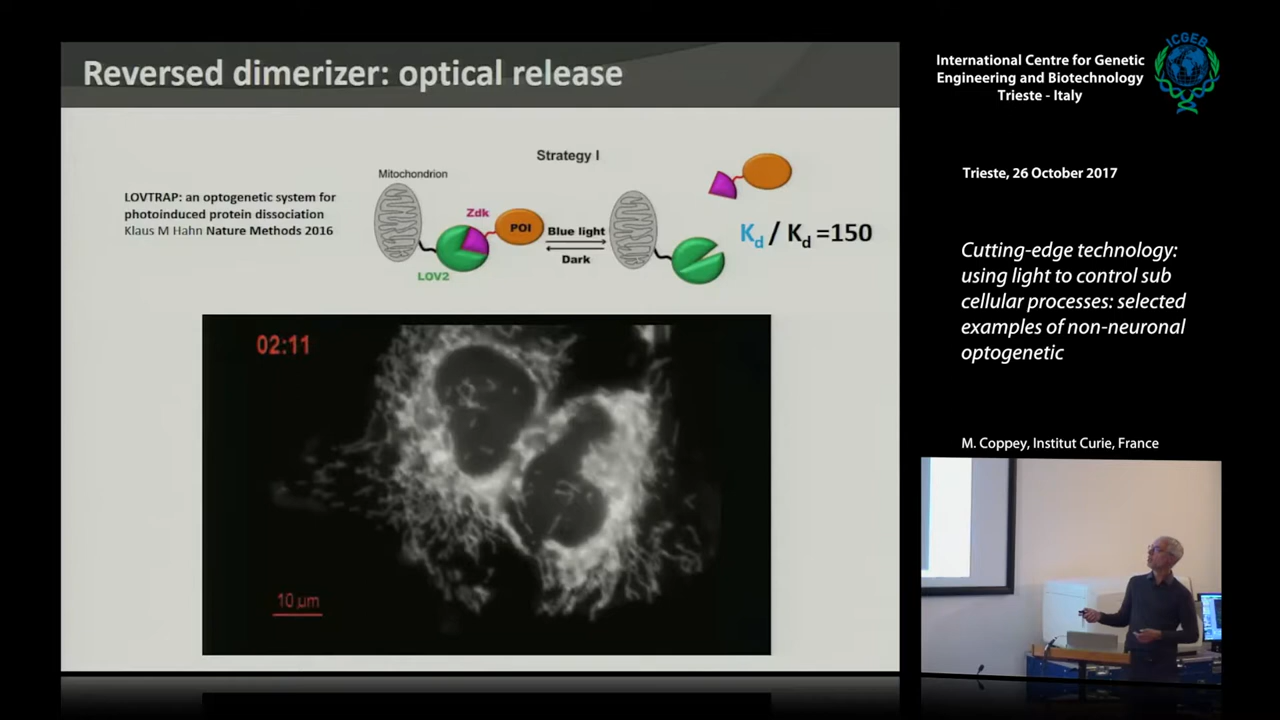 Reversed dimerizer: optical release
LOVTRAP: an optogenetic system for
photoinduced protein dissociation
Klaus M Hahn Nature Methods 2016
Strategy I
Mitochondrion
Zdk
POI
LOV2
Blue light
Dark
Kd / Kd =150
02:11
10 µm
International Centre for Genetic
Engineering and Biotechnology
Trieste - Italy
ICGEB
Trieste, 26 October 2017
Cutting-edge technology:
using light to control sub
cellular processes: selected
examples of non-neuronal
optogenetic
M. Coppey, Institut Curie, France